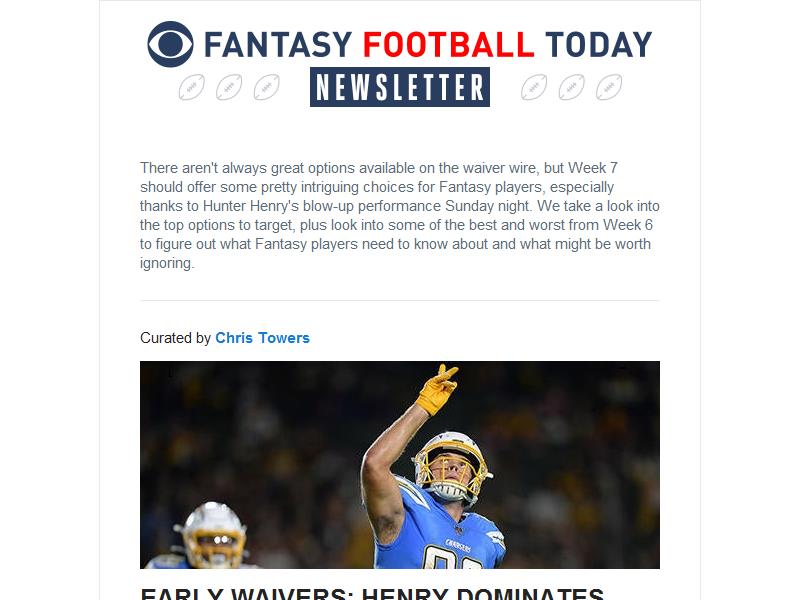 FANTASY FOOTBALL TODAY
NEWSLETTER
There aren't always great options available on the waiver wire, but Week 7
should offer some pretty intriguing choices for Fantasy players, especially
thanks to Hunter Henry's blow-up performance Sunday night. We take a look into
the top options to target, plus look into some of the best and worst from Week 6
to figure out what Fantasy players need to know about and what might be worth
ignoring.
Curated by Chris Towers
CHARGERS
EARLY WAIVERS: HENRY DOMINATES